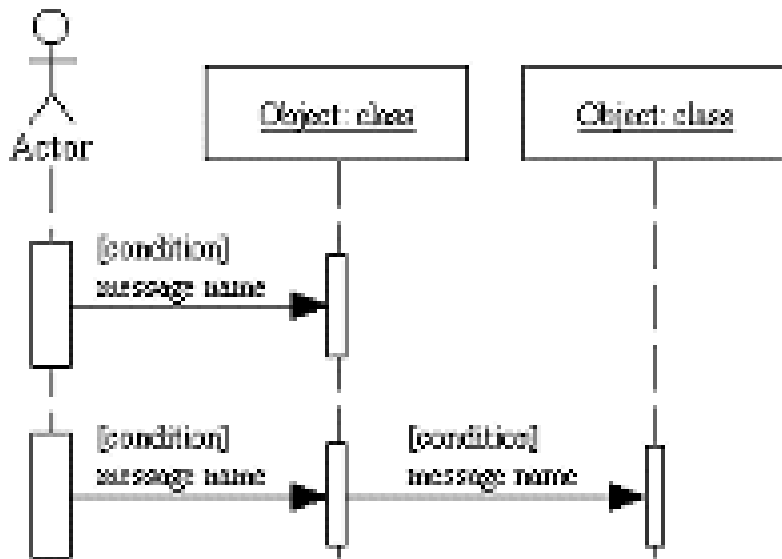 Actor
Object: class
Object: class
[condition]
message name
[condition]
message name
[condition]
message name